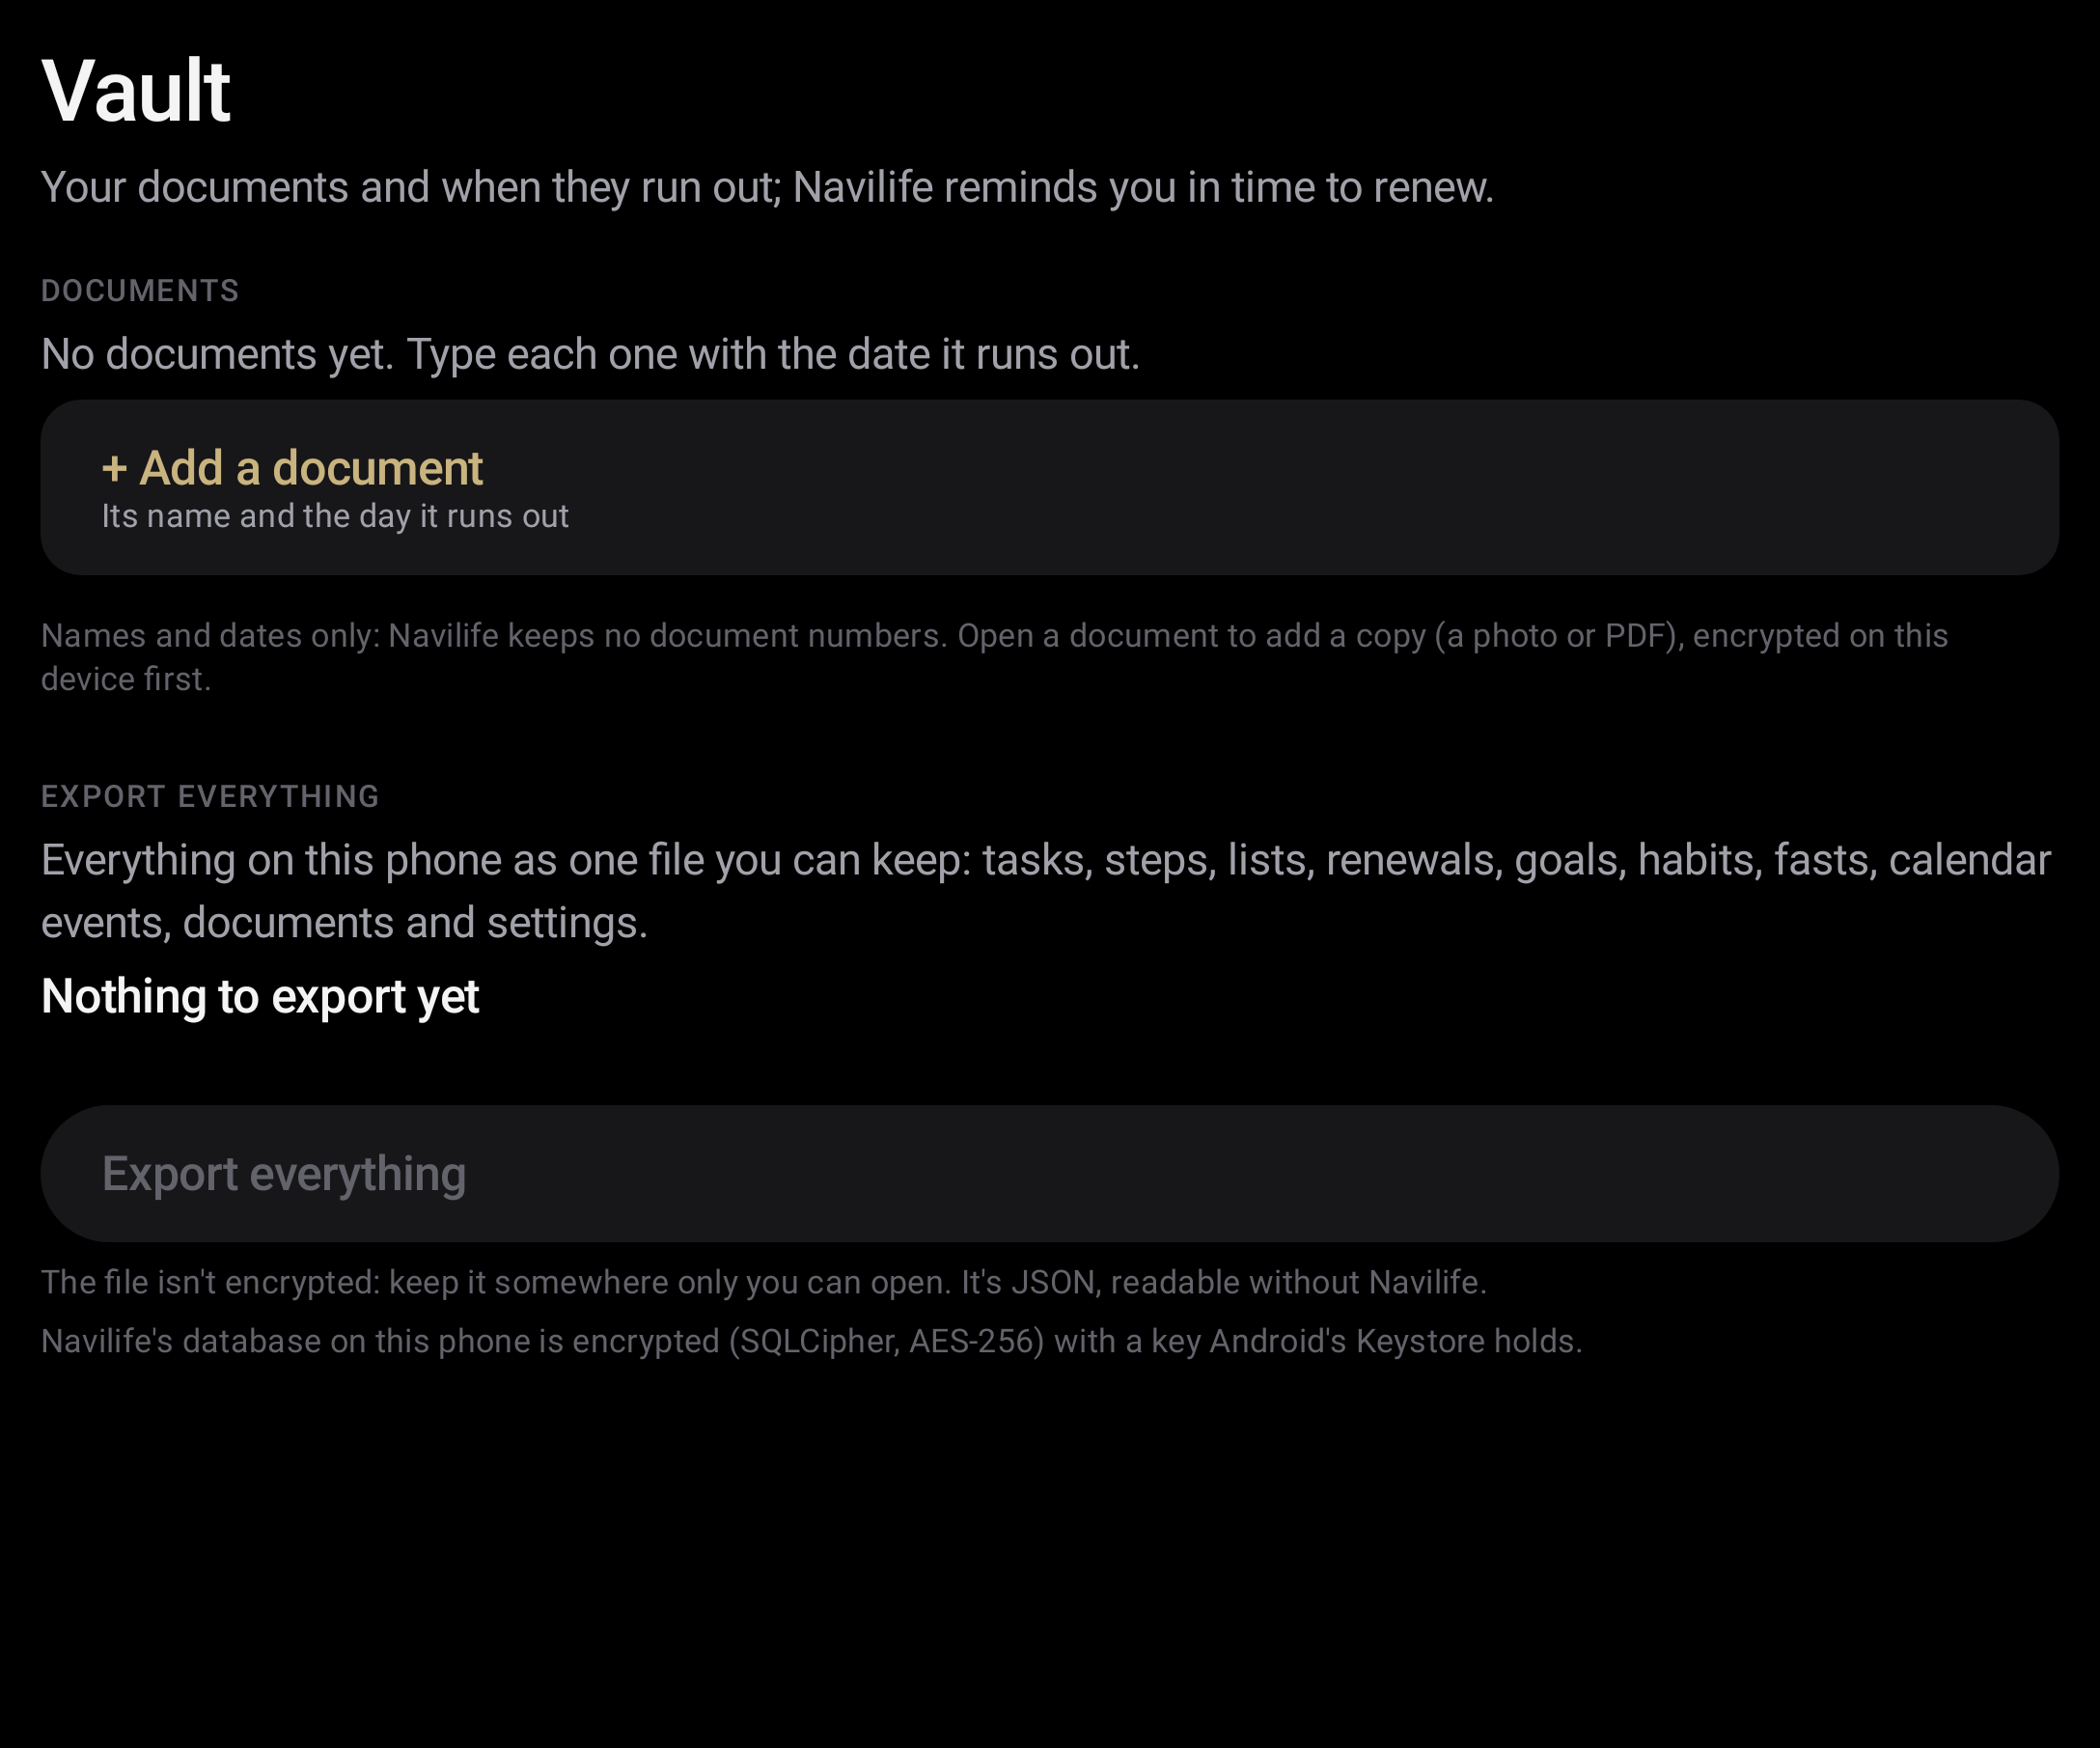 Vault
Your documents and when they run out; Navilife reminds you in time to renew.
DOCUMENTS
No documents yet. Type each one with the date it runs out.
+ Add a document
Its name and the day it runs out
Names and dates only: Navilife keeps no document numbers. Open a document to add a copy (a photo or PDF), encrypted on this
device first.
EXPORT EVERYTHING
Everything on this phone as one file you can keep: tasks, steps, lists, renewals, goals, habits, fasts, calendar
events, documents and settings.
Nothing to export yet
Export everything
The file isn't encrypted: keep it somewhere only you can open. It's JSON, readable without Navilife.
Navilife's database on this phone is encrypted (SQLCipher, AES-256) with a key Android's Keystore holds.